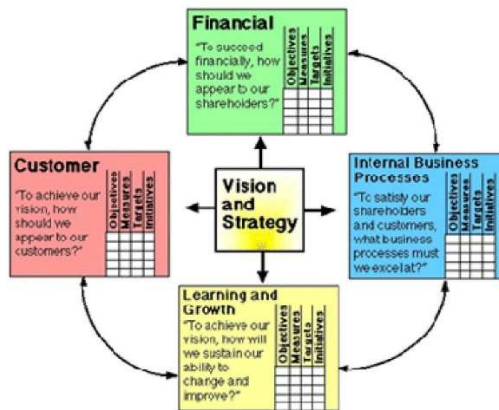 Financial
"To succeed
financially, how
should we
appear to our
shareholders?"
Objectives
Measures
Targets
Initiatives
Customer
"To achieve our
vision, how
should we
appear to our
customers?"
Objectives
Measures
Targets
Initiatives
Vision
and
Strategy
Internal Business
Processes
"To satisfy our
shareholders
and customers,
what business
processes must
we excel at?"
Objectives
Measures
Targets
Initiatives
Learning and
Growth
"To achieve our
vision, how will
we sustain our
ability to
change and
improve?"
Objectives
Measures
Targets
Initiatives